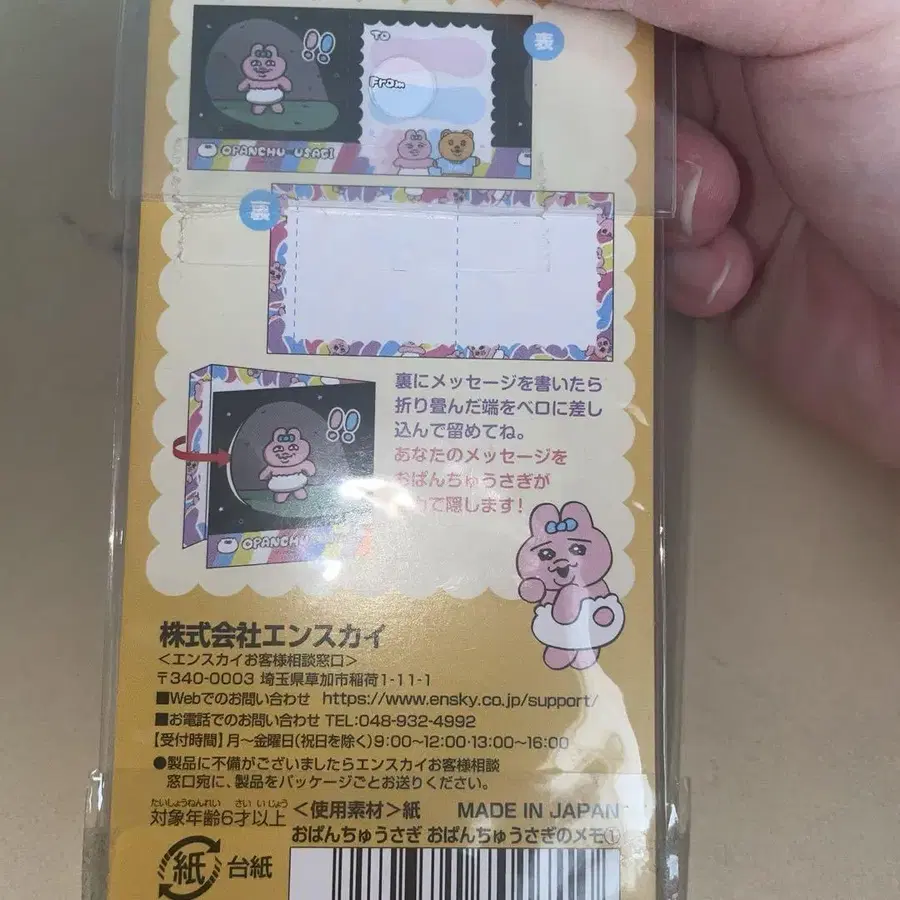 表
TO
From
OPANCHU USAGI
裏
裏にメッセージを書いたら
折り畳んだ端をベロに差し
込んで留めてね。
あなたのメッセージを
おぱんちゅうさぎが
で隠します!
OPANCHU
株式会社エンスカイ
<エンスカイお客様相談窓口>
〒340-0003 埼玉県草加市稲荷1-11-1
■Webでのお問い合わせ https://www.ensky.co.jp/support/
■お電話でのお問い合わせ TEL:048-932-4992
【受付時間】月〜金曜日(祝日を除く)9:00〜12:00・13:00〜16:00
●製品に不備がございましたらエンスカイお客様相談
窓口宛に、製品をパッケージごとお送りください。
たいしょうねんれい さい いじょう
対象年齢6才以上 <使用素材>紙 MADE IN JAPAN
おぱんちゅうさぎ おぱんちゅうさぎのメモ①
紙 台紙